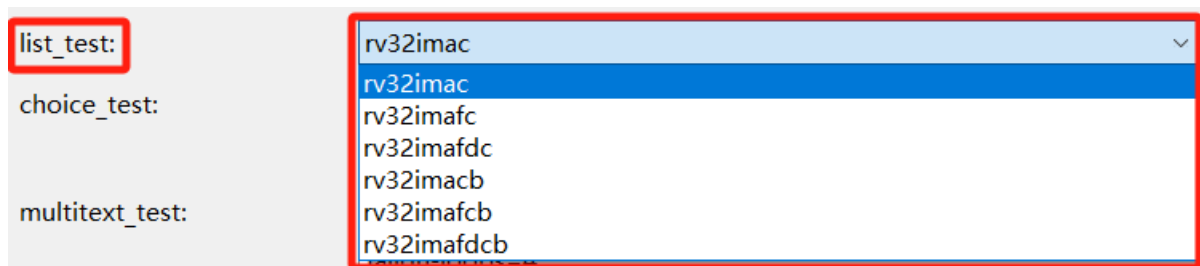 list_test:
rv32imac
rv32imac
choice_test:
rv32imafc
rv32imafdc
rv32imacb
multitext_test:
rv32imafcb
rv32imafdcb